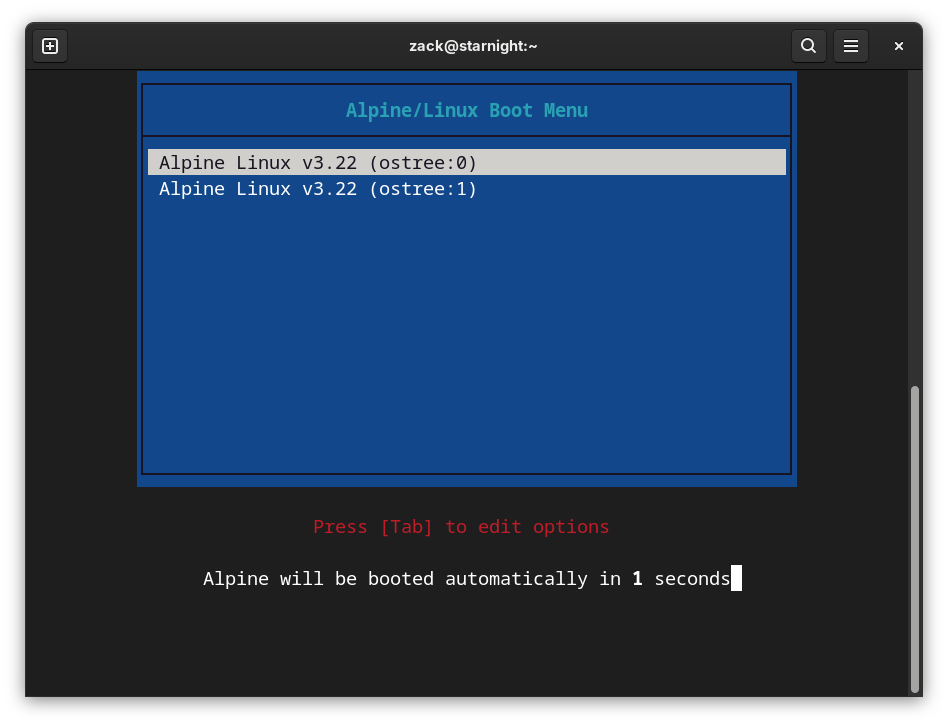 zack@starnight:~
Alpine/Linux Boot Menu
Alpine Linux v3.22 (ostree:0)
Alpine Linux v3.22 (ostree:1)
Press [Tab] to edit options
Alpine will be booted automatically in 1 seconds